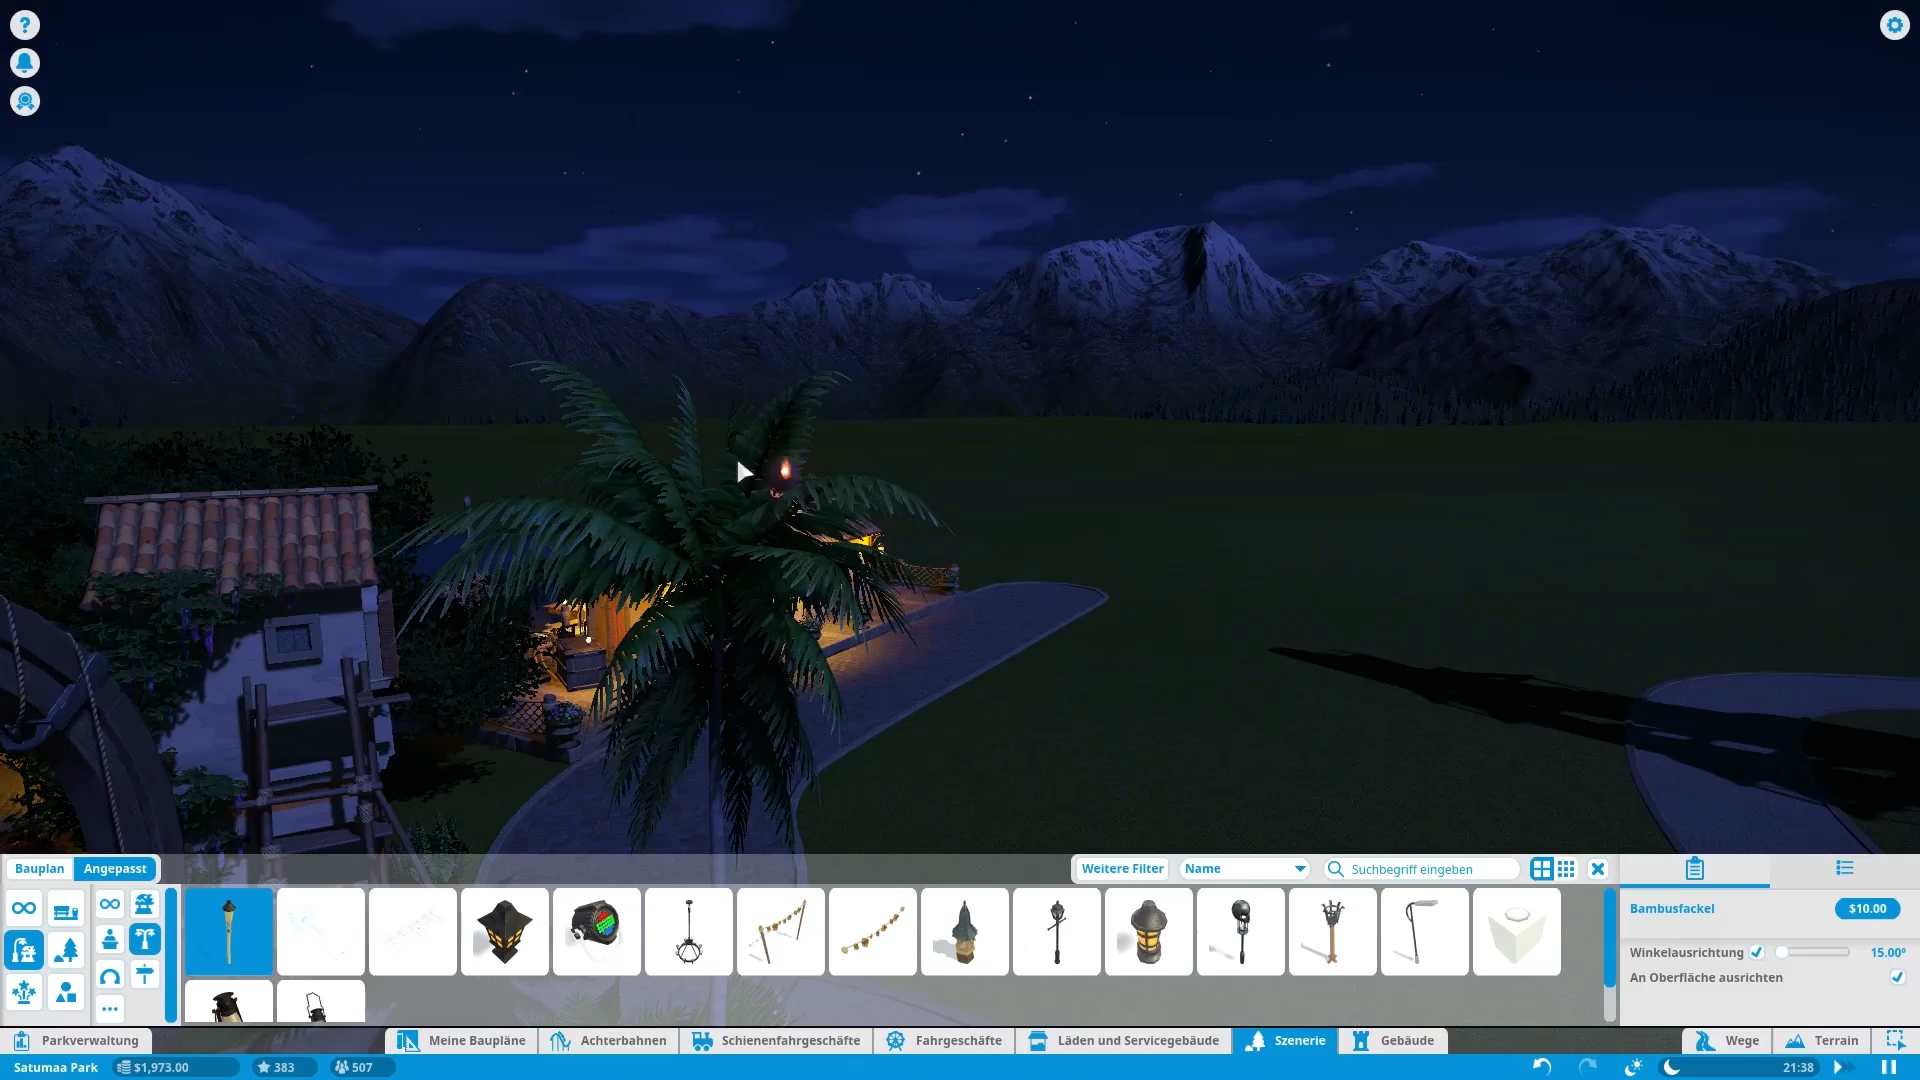 Bauplan
Angepasst
Weitere Filter
Name
Suchbegriff eingeben
Bambusfackel
$10.00
Winkelausrichtung
15.00°
An Oberfläche ausrichten
Parkverwaltung
Meine Baupläne
Achterbahnen
Schienenfahrgeschäfte
Fahrgeschäfte
Läden und Servicegebäude
Szenerie
Gebäude
Wege
Terrain
Satumaa Park
$1,973.00
383
507
21:38